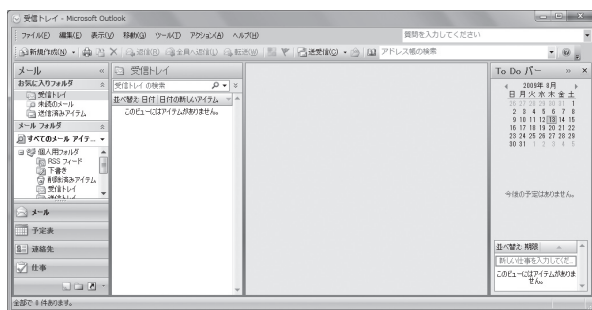 受信トレイ - Microsoft Outlook
ファイル(F) 編集(E) 表示(V) 移動(G) ツール(T) アクション(A) ヘルプ(H)
質問を入力してください
新規作成(N) 返信(R) 全員へ返信(L) 転送(W) 送受信(C) アドレス帳の検索
メール
お気に入りフォルダ
受信トレイ
未読のメール
送信済みアイテム
メール フォルダ
すべてのメール アイテ...
個人用フォルダ
RSS フィード
下書き
削除済みアイテム
受信トレイ
送信トレイ
メール
予定表
連絡先
仕事
受信トレイ
受信トレイ の検索
並べ替え: 日付 日付の新しいアイテム
このビューにはアイテムがありません。
To Do バー
2009年 8月
日 月 火 水 木 金 土
26 27 28 29 30 31 1
2 3 4 5 6 7 8
9 10 11 12 13 14 15
16 17 18 19 20 21 22
23 24 25 26 27 28 29
30 31 1 2 3 4 5
今後の予定はありません。
並べ替え: 期限
新しい仕事を入力してくだ...
このビューにはアイテムがありま
せん。
全部で 0 件あります。